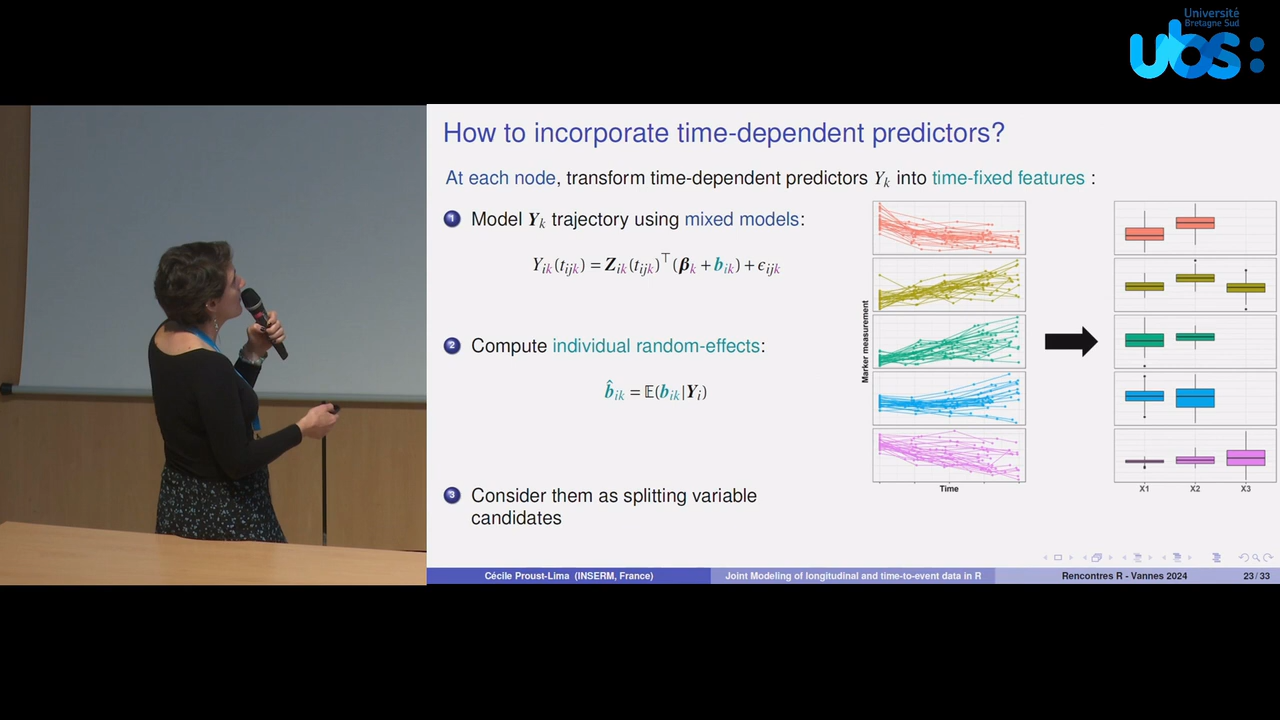 Université
Bretagne Sud
ubs:
How to incorporate time-dependent predictors?
At each node, transform time-dependent predictors Yₖ into time-fixed features :
1 Model Yₖ trajectory using mixed models:
Yᵢₖ(tᵢⱼₖ) = Zᵢₖ(tᵢⱼₖ)⊤(βₖ + bᵢₖ) + ϵᵢⱼₖ
2 Compute individual random-effects:
b̂ᵢₖ = 𝔼(bᵢₖ|Yᵢ)
3 Consider them as splitting variable
candidates
Marker measurement
Time
X1 X2 X3
Cécile Proust-Lima (INSERM, France)
Joint Modeling of longitudinal and time-to-event data in R
Rencontres R - Vannes 2024
23 / 33